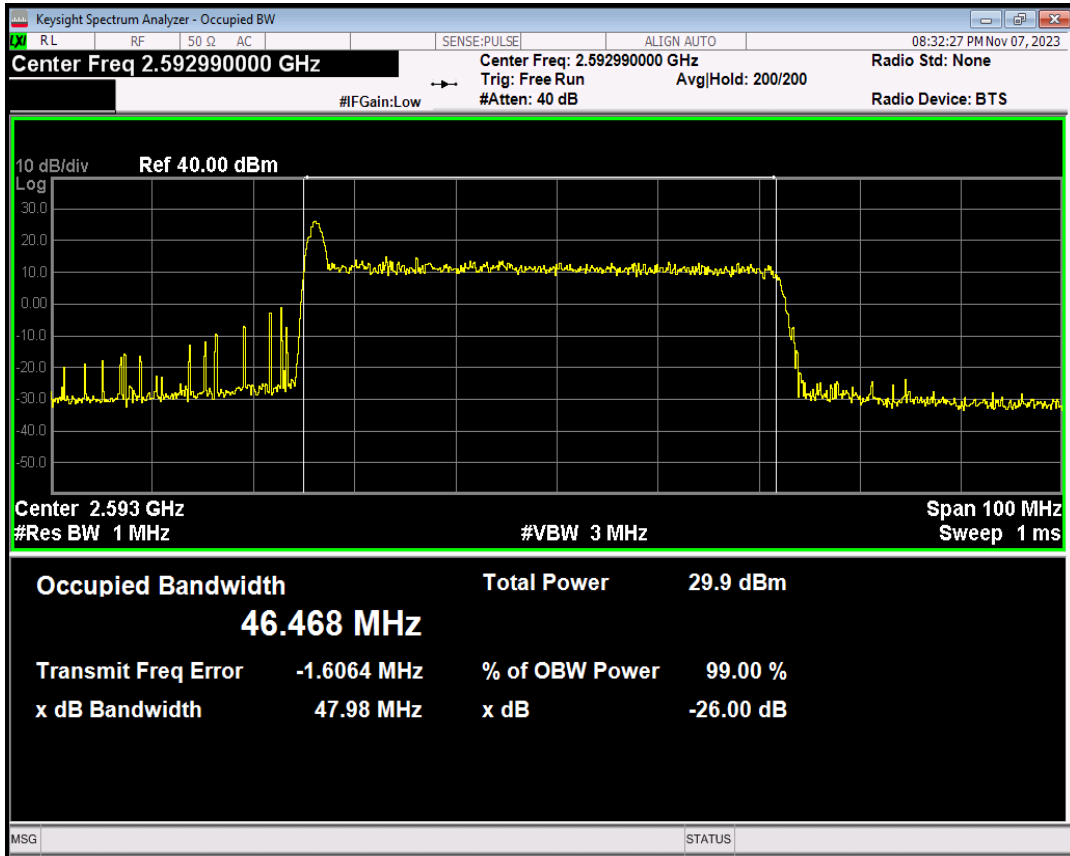 Keysight Spectrum Analyzer - Occupied BW
LXI RL RF 50 Ω AC SENSE:PULSE ALIGN AUTO 08:32:27 PM Nov 07, 2023
Center Freq 2.592990000 GHz Center Freq: 2.592990000 GHz Radio Std: None
Trig: Free Run Avg|Hold: 200/200
#IFGain:Low #Atten: 40 dB Radio Device: BTS
10 dB/div Ref 40.00 dBm
Log
30.0
20.0
10.0
0.00
-10.0
-20.0
-30.0
-40.0
-50.0
Center 2.593 GHz Span 100 MHz
#Res BW 1 MHz #VBW 3 MHz Sweep 1 ms
Occupied Bandwidth Total Power 29.9 dBm
46.468 MHz
Transmit Freq Error -1.6064 MHz % of OBW Power 99.00 %
x dB Bandwidth 47.98 MHz x dB -26.00 dB
MSG STATUS